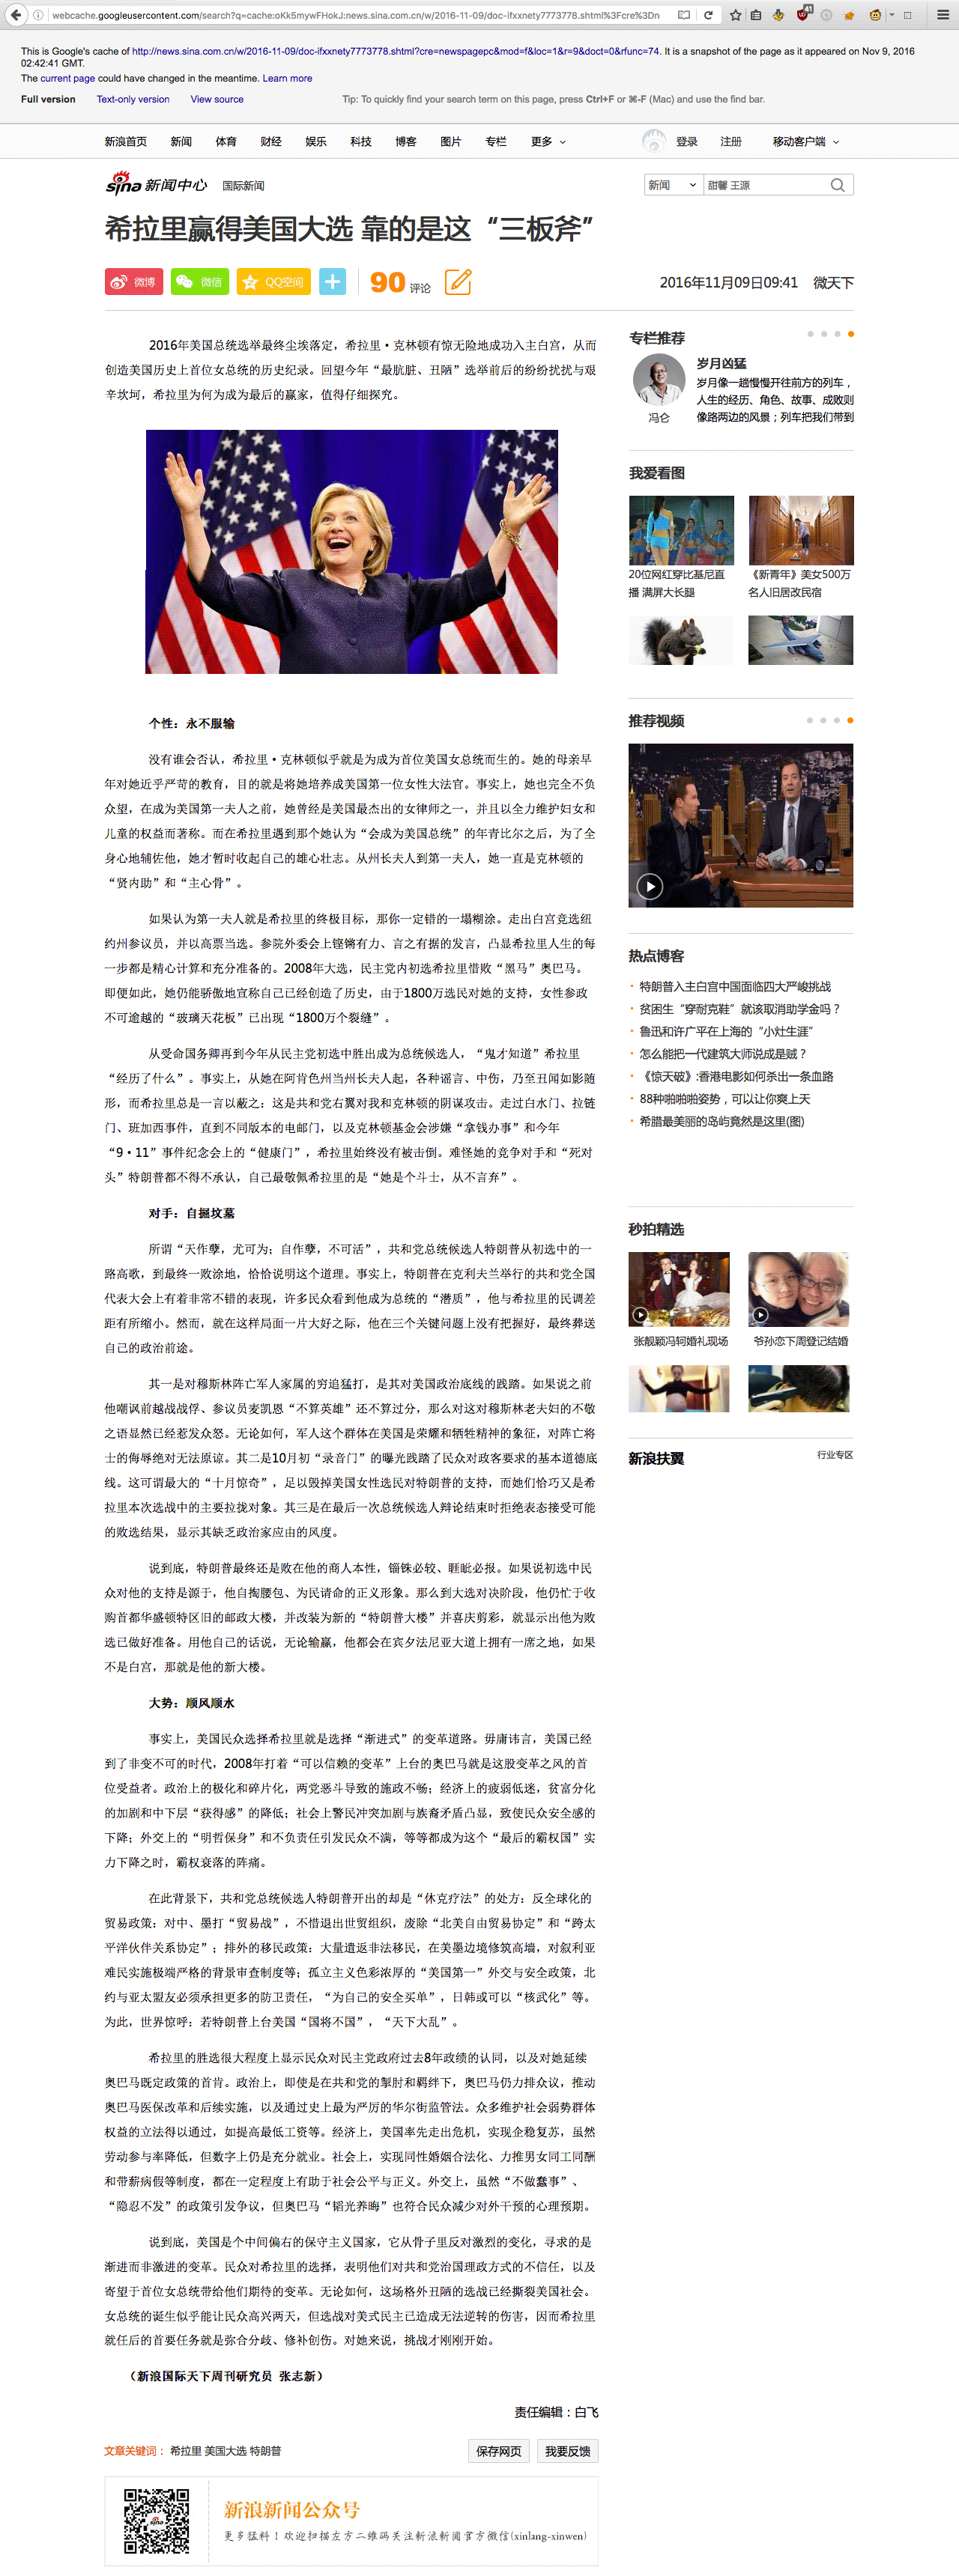 webcache.googleusercontent.com/search?q=cache:oKk5mywFHokJ:news.sina.com.cn/w/2016-11-09/doc-ifxxnety7773778.shtml%3Fcre%3Dn
This is Google's cache of http://news.sina.com.cn/w/2016-11-09/doc-ifxxnety7773778.shtml?cre=newspagepc&mod=f&loc=1&r=9&doct=0&rfunc=74. It is a snapshot of the page as it appeared on Nov 9, 2016
02:42:41 GMT.
The current page could have changed in the meantime. Learn more
Full version Text-only version View source Tip: To quickly find your search term on this page, press Ctrl+F or ⌘-F (Mac) and use the find bar.
新浪首页 新闻 体育 财经 娱乐 科技 博客 图片 专栏 更多 登录 注册 移动客户端
sina 新闻中心 国际新闻 新闻 甜馨 王源
希拉里赢得美国大选 靠的是这“三板斧”
微博 微信 QQ空间 90 评论 2016年11月09日09:41 微天下
2016年美国总统选举最终尘埃落定，希拉里·克林顿有惊无险地成功入主白宫，从而
创造美国历史上首位女总统的历史纪录。回望今年“最肮脏、丑陋”选举前后的纷纷扰扰与艰
辛坎坷，希拉里为何为成为最后的赢家，值得仔细探究。
个性：永不服输
没有谁会否认，希拉里·克林顿似乎就是为成为首位美国女总统而生的。她的母亲早
年对她近乎严苛的教育，目的就是将她培养成美国第一位女性大法官。事实上，她也完全不负
众望，在成为美国第一夫人之前，她曾经是美国最杰出的女律师之一，并且以全力维护妇女和
儿童的权益而著称。而在希拉里遇到那个她认为“会成为美国总统”的年青比尔之后，为了全
身心地辅佐他，她才暂时收起自己的雄心壮志。从州长夫人到第一夫人，她一直是克林顿的
“贤内助”和“主心骨”。
如果认为第一夫人就是希拉里的终极目标，那你一定错的一塌糊涂。走出白宫竞选纽
约州参议员，并以高票当选。参院外委会上铿锵有力、言之有据的发言，凸显希拉里人生的每
一步都是精心计算和充分准备的。2008年大选，民主党内初选希拉里惜败“黑马”奥巴马。
即便如此，她仍能骄傲地宣称自己已经创造了历史，由于1800万选民对她的支持，女性参政
不可逾越的“玻璃天花板”已出现“1800万个裂缝”。
从受命国务卿再到今年从民主党初选中胜出成为总统候选人，“鬼才知道”希拉里
“经历了什么”。事实上，从她在阿肯色州当州长夫人起，各种谣言、中伤，乃至丑闻如影随
形，而希拉里总是一言以蔽之：这是共和党右翼对我和克林顿的阴谋攻击。走过白水门、拉链
门、班加西事件，直到不同版本的电邮门，以及克林顿基金会涉嫌“拿钱办事”和今年
“9·11”事件纪念会上的“健康门”，希拉里始终没有被击倒。难怪她的竞争对手和“死对
头”特朗普都不得不承认，自己最敬佩希拉里的是“她是个斗士，从不言弃”。
对手：自掘坟墓
所谓“天作孽，尤可为；自作孽，不可活”，共和党总统候选人特朗普从初选中的一
路高歌，到最终一败涂地，恰恰说明这个道理。事实上，特朗普在克利夫兰举行的共和党全国
代表大会上有着非常不错的表现，许多民众看到他成为总统的“潜质”，他与希拉里的民调差
距有所缩小。然而，就在这样局面一片大好之际，他在三个关键问题上没有把握好，最终葬送
自己的政治前途。
其一是对穆斯林阵亡军人家属的穷追猛打，是其对美国政治底线的践踏。如果说之前
他嘲讽前越战战俘、参议员麦凯恩“不算英雄”还不算过分，那么对这对穆斯林老夫妇的不敬
之语显然已经惹发众怒。无论如何，军人这个群体在美国是荣耀和牺牲精神的象征，对阵亡将
士的侮辱绝对无法原谅。其二是10月初“录音门”的曝光践踏了民众对政客要求的基本道德底
线。这可谓最大的“十月惊奇”，足以毁掉美国女性选民对特朗普的支持，而她们恰巧又是希
拉里本次选战中的主要拉拢对象。其三是在最后一次总统候选人辩论结束时拒绝表态接受可能
的败选结果，显示其缺乏政治家应由的风度。
说到底，特朗普最终还是败在他的商人本性，锱铢必较、睚眦必报。如果说初选中民
众对他的支持是源于，他自掏腰包、为民请命的正义形象。那么到大选对决阶段，他仍忙于收
购首都华盛顿特区旧的邮政大楼，并改装为新的“特朗普大楼”并喜庆剪彩，就显示出他为败
选已做好准备。用他自己的话说，无论输赢，他都会在宾夕法尼亚大道上拥有一席之地，如果
不是白宫，那就是他的新大楼。
大势：顺风顺水
事实上，美国民众选择希拉里就是选择“渐进式”的变革道路。毋庸讳言，美国已经
到了非变不可的时代，2008年打着“可以信赖的变革”上台的奥巴马就是这股变革之风的首
位受益者。政治上的极化和碎片化，两党恶斗导致的施政不畅；经济上的疲弱低迷，贫富分化
的加剧和中下层“获得感”的降低；社会上警民冲突加剧与族裔矛盾凸显，致使民众安全感的
下降；外交上的“明哲保身”和不负责任引发民众不满，等等都成为这个“最后的霸权国”实
力下降之时，霸权衰落的阵痛。
在此背景下，共和党总统候选人特朗普开出的却是“休克疗法”的处方：反全球化的
贸易政策：对中、墨打“贸易战”，不惜退出世贸组织，废除“北美自由贸易协定”和“跨太
平洋伙伴关系协定”；排外的移民政策：大量遣返非法移民，在美墨边境修筑高墙，对叙利亚
难民实施极端严格的背景审查制度等；孤立主义色彩浓厚的“美国第一”外交与安全政策，北
约与亚太盟友必须承担更多的防卫责任，“为自己的安全买单”，日韩或可以“核武化”等。
为此，世界惊呼：若特朗普上台美国“国将不国”，“天下大乱”。
希拉里的胜选很大程度上显示民众对民主党政府过去8年政绩的认同，以及对她延续
奥巴马既定政策的首肯。政治上，即使是在共和党的掣肘和羁绊下，奥巴马仍力排众议，推动
奥巴马医保改革和后续实施，以及通过史上最为严厉的华尔街监管法。众多维护社会弱势群体
权益的立法得以通过，如提高最低工资等。经济上，美国率先走出危机，实现企稳复苏，虽然
劳动参与率降低，但数字上仍是充分就业。社会上，实现同性婚姻合法化、力推男女同工同酬
和带薪病假等制度，都在一定程度上有助于社会公平与正义。外交上，虽然“不做蠢事”、
“隐忍不发”的政策引发争议，但奥巴马“韬光养晦”也符合民众减少对外干预的心理预期。
说到底，美国是个中间偏右的保守主义国家，它从骨子里反对激烈的变化，寻求的是
渐进而非激进的变革。民众对希拉里的选择，表明他们对共和党治国理政方式的不信任，以及
寄望于首位女总统带给他们期待的变革。无论如何，这场格外丑陋的选战已经撕裂美国社会。
女总统的诞生似乎能让民众高兴两天，但选战对美式民主已造成无法逆转的伤害，因而希拉里
就任后的首要任务就是弥合分歧、修补创伤。对她来说，挑战才刚刚开始。
（新浪国际天下周刊研究员 张志新）
责任编辑：白飞
文章关键词： 希拉里 美国大选 特朗普 保存网页 我要反馈
新浪新闻公众号
更多猛料！欢迎扫描左方二维码关注新浪新闻官方微信(xinlang-xinwen)
专栏推荐
岁月凶猛
岁月像一趟慢慢开往前方的列车，
人生的经历、角色、故事、成败则
像路两边的风景；列车把我们带到
冯仑
我爱看图
20位网红穿比基尼直
播 满屏大长腿
《新青年》美女500万
名人旧居改民宿
推荐视频
热点博客
特朗普入主白宫中国面临四大严峻挑战
贫困生“穿耐克鞋”就该取消助学金吗？
鲁迅和许广平在上海的“小灶生涯”
怎么能把一代建筑大师说成是贼？
《惊天破》:香港电影如何杀出一条血路
88种啪啪啪姿势，可以让你爽上天
希腊最美丽的岛屿竟然是这里(图)
秒拍精选
张靓颖冯轲婚礼现场 爷孙恋下周登记结婚
新浪扶翼 行业专区